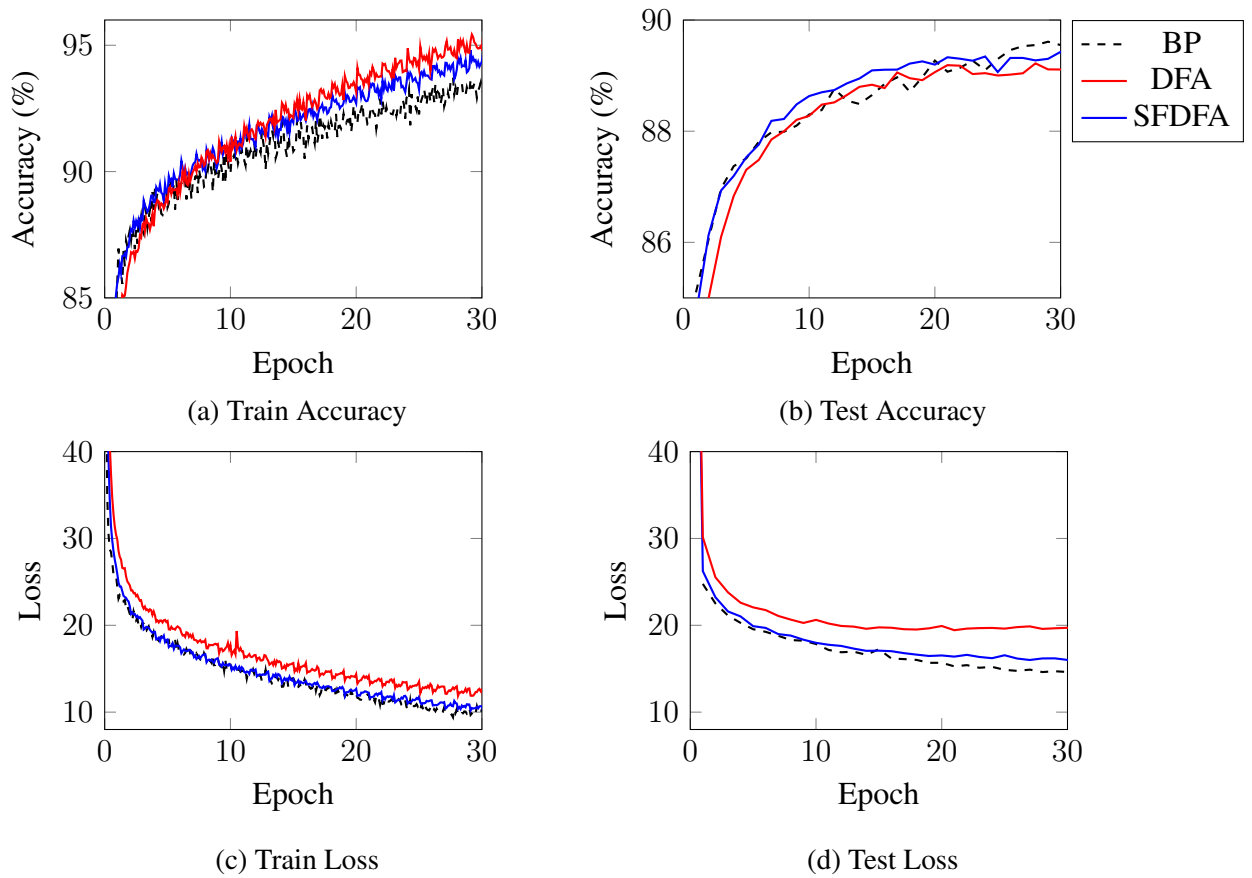 95
90
85
0
10
20
30
Accuracy (%)
Epoch
(a) Train Accuracy
90
88
86
0
10
20
30
Accuracy (%)
Epoch
(b) Test Accuracy
BP
DFA
SFDFA
40
30
20
10
0
10
20
30
Loss
Epoch
(c) Train Loss
40
30
20
10
0
10
20
30
Loss
Epoch
(d) Test Loss